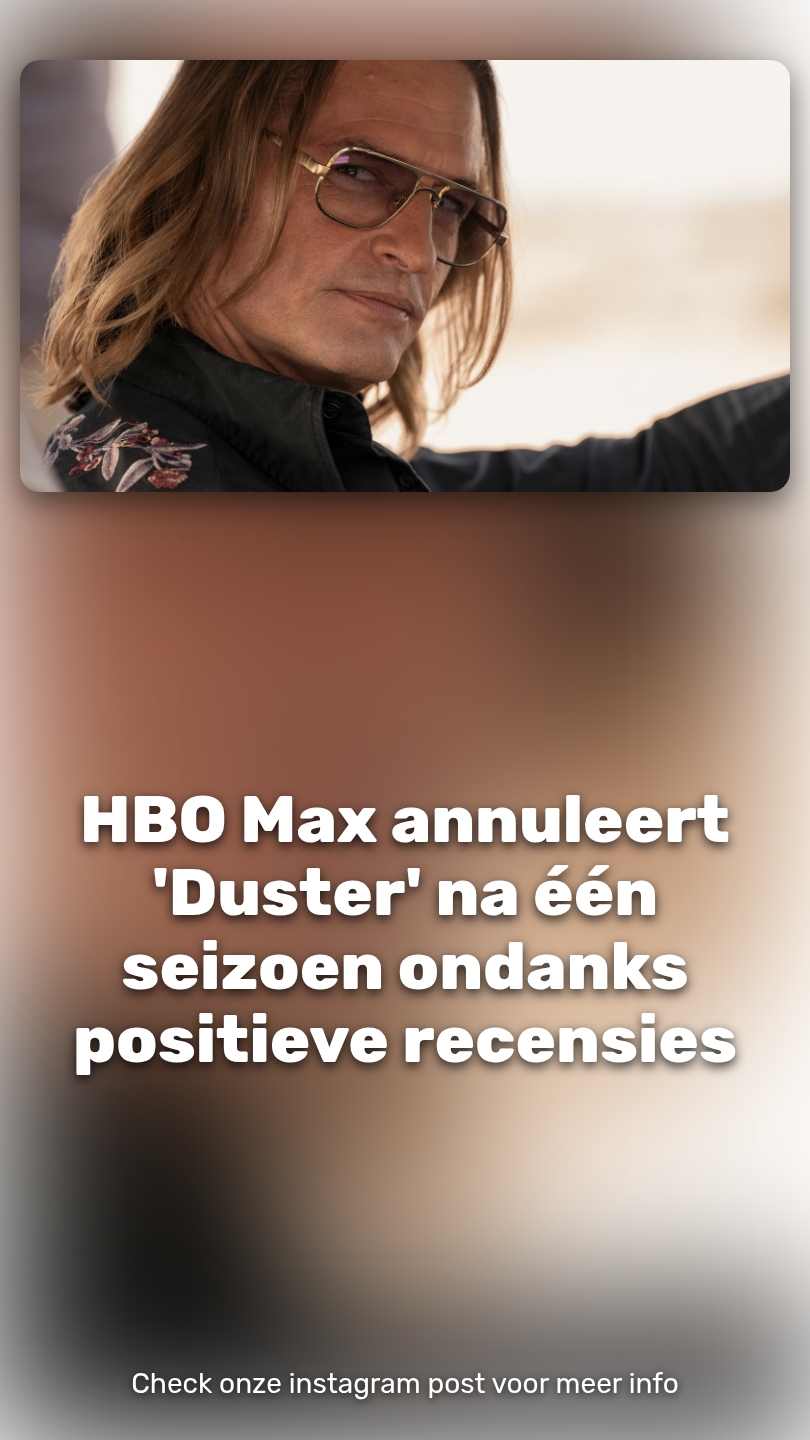 HBO Max annuleert
'Duster' na één
seizoen ondanks
positieve recensies
Check onze instagram post voor meer info